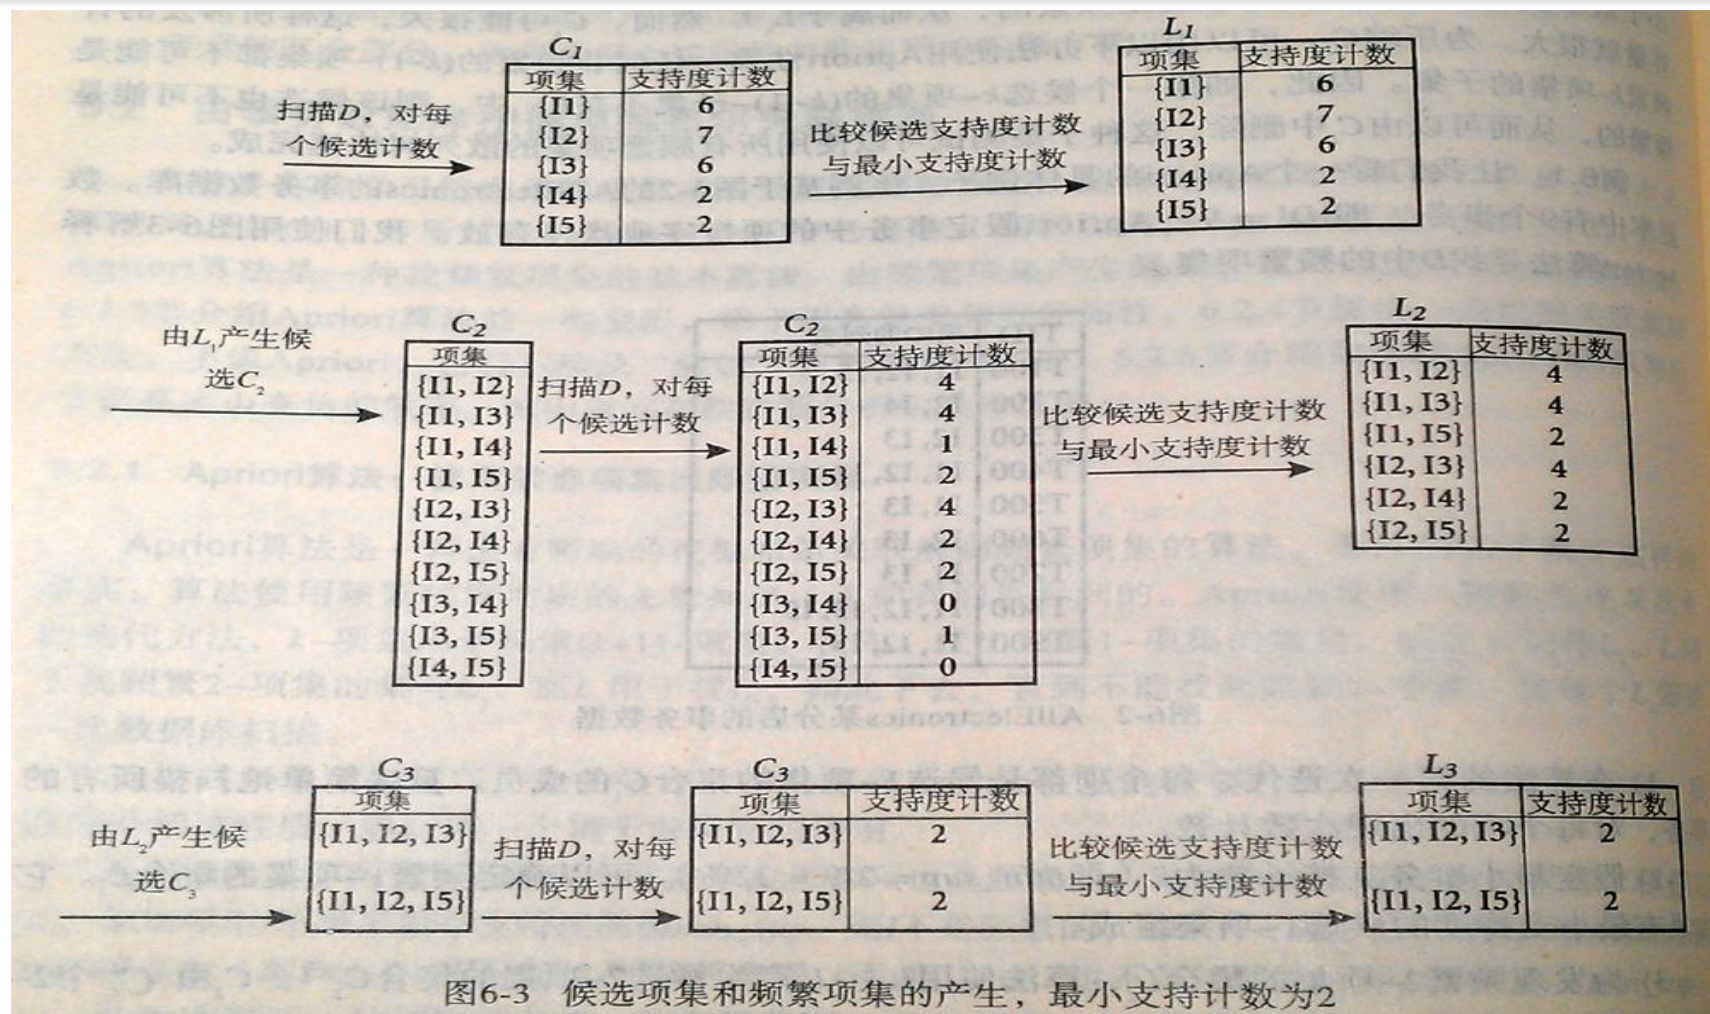 C₁
项集 支持度计数
{I1} 6
{I2} 7
{I3} 6
{I4} 2
{I5} 2
扫描D，对每
个候选计数
L₁
项集 支持度计数
{I1} 6
{I2} 7
{I3} 6
{I4} 2
{I5} 2
比较候选支持度计数
与最小支持度计数
由L₁产生候
选C₂
C₂
项集
{I1, I2}
{I1, I3}
{I1, I4}
{I1, I5}
{I2, I3}
{I2, I4}
{I2, I5}
{I3, I4}
{I3, I5}
{I4, I5}
扫描D，对每
个候选计数
C₂
项集 支持度计数
{I1, I2} 4
{I1, I3} 4
{I1, I4} 1
{I1, I5} 2
{I2, I3} 4
{I2, I4} 2
{I2, I5} 2
{I3, I4} 0
{I3, I5} 1
{I4, I5} 0
比较候选支持度计数
与最小支持度计数
L₂
项集 支持度计数
{I1, I2} 4
{I1, I3} 4
{I1, I5} 2
{I2, I3} 4
{I2, I4} 2
{I2, I5} 2
由L₂产生候
选C₃
C₃
项集
{I1, I2, I3}
{I1, I2, I5}
扫描D，对每
个候选计数
C₃
项集 支持度计数
{I1, I2, I3} 2
{I1, I2, I5} 2
比较候选支持度计数
与最小支持度计数
L₃
项集 支持度计数
{I1, I2, I3} 2
{I1, I2, I5} 2
图6-3 候选项集和频繁项集的产生，最小支持计数为2